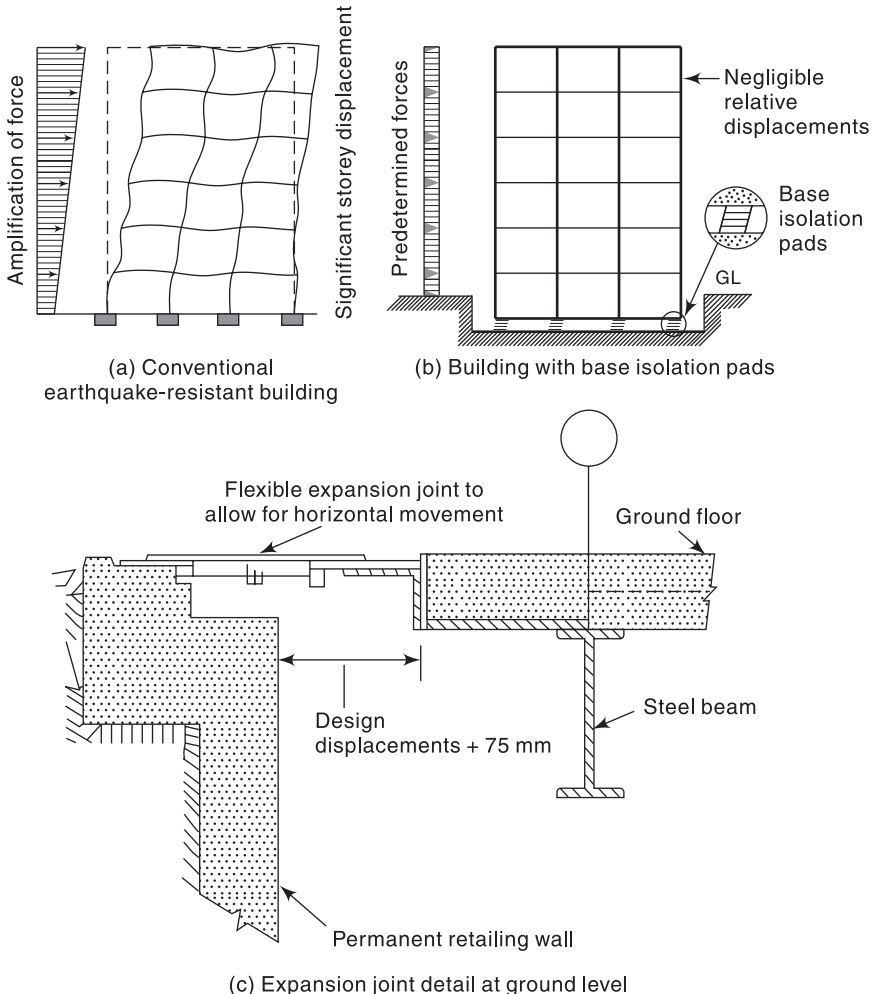 Amplification of force
Significant storey displacement
(a) Conventional
earthquake-resistant building
Predetermined forces
Negligible
relative
displacements
Base
isolation
pads
GL
(b) Building with base isolation pads
Flexible expansion joint to
allow for horizontal movement
Ground floor
Design
displacements + 75 mm
Steel beam
Permanent retailing wall
(c) Expansion joint detail at ground level